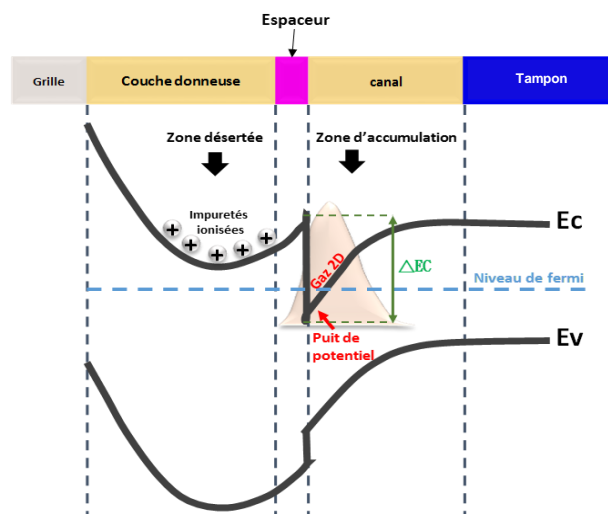 Espaceur
Grille
Couche donneuse
canal
Tampon
Zone désertée
Zone d'accumulation
Impuretés
ionisées
+ + + + +
Ec
△EC
Gaz 2D
Niveau de fermi
Puit de
potentiel
Ev